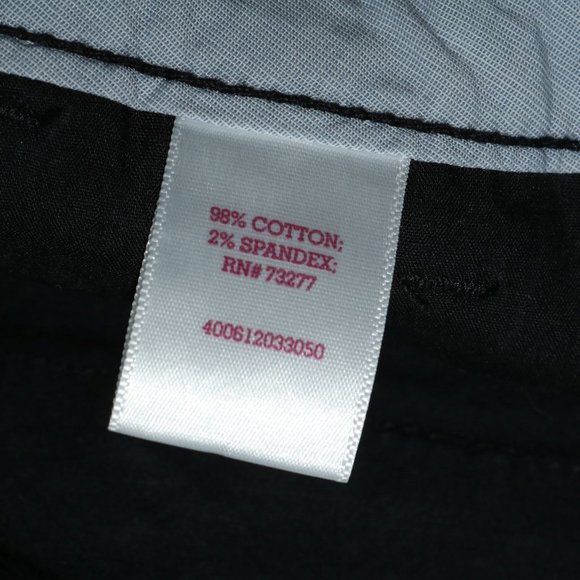 98% COTTON;
2% SPANDEX;
RN# 73277
400612033050